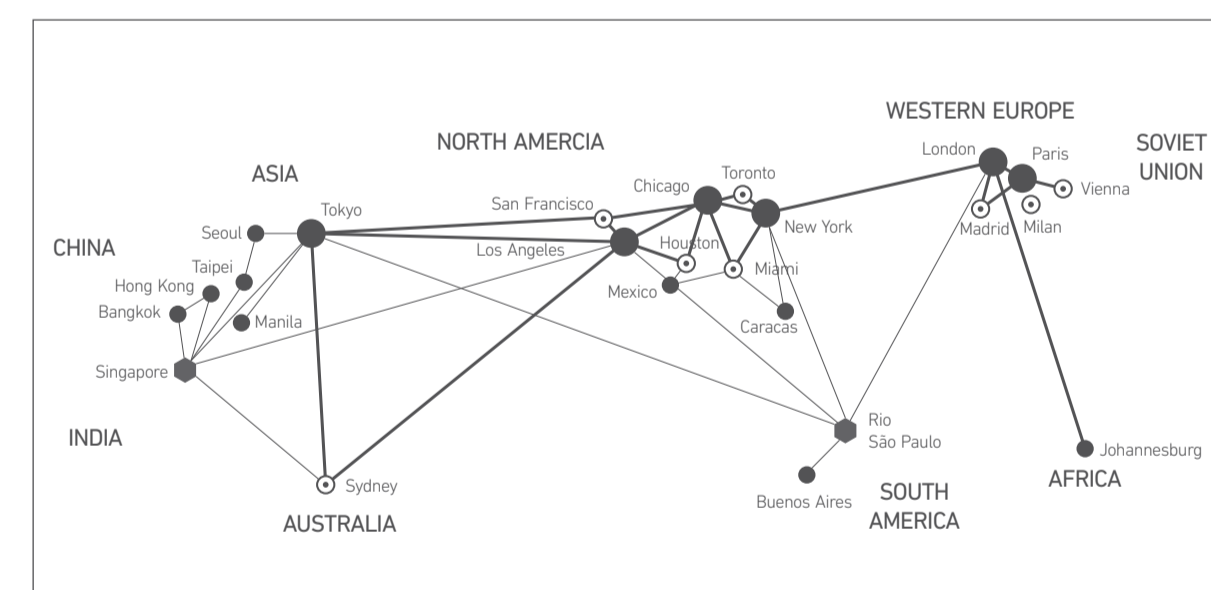 WESTERN EUROPE
NORTH AMERCIA
SOVIET
UNION
London
Paris
ASIA
Toronto
Chicago
Vienna
San Francisco
Tokyo
Madrid
Milan
New York
Seoul
CHINA
Los Angeles
Houston
Taipei
Miami
Hong Kong
Mexico
Bangkok
Manila
Caracas
Singapore
Rio
São Paulo
INDIA
Johannesburg
AFRICA
Sydney
SOUTH
AMERICA
Buenos Aires
AUSTRALIA